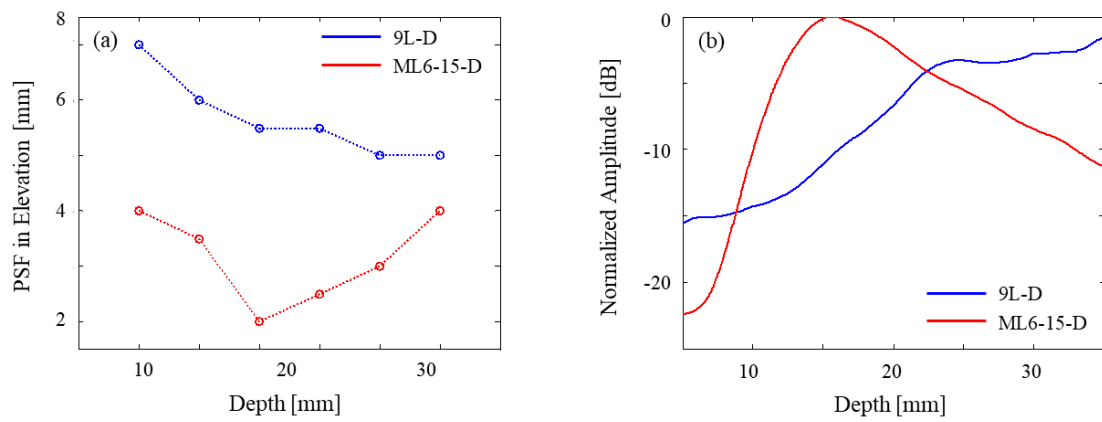 (a)
9L-D
ML6-15-D
PSF in Elevation [mm]
8
6
4
2
10
20
30
Depth [mm]
(b)
Normalized Amplitude [dB]
0
-10
-20
9L-D
ML6-15-D
10
20
30
Depth [mm]